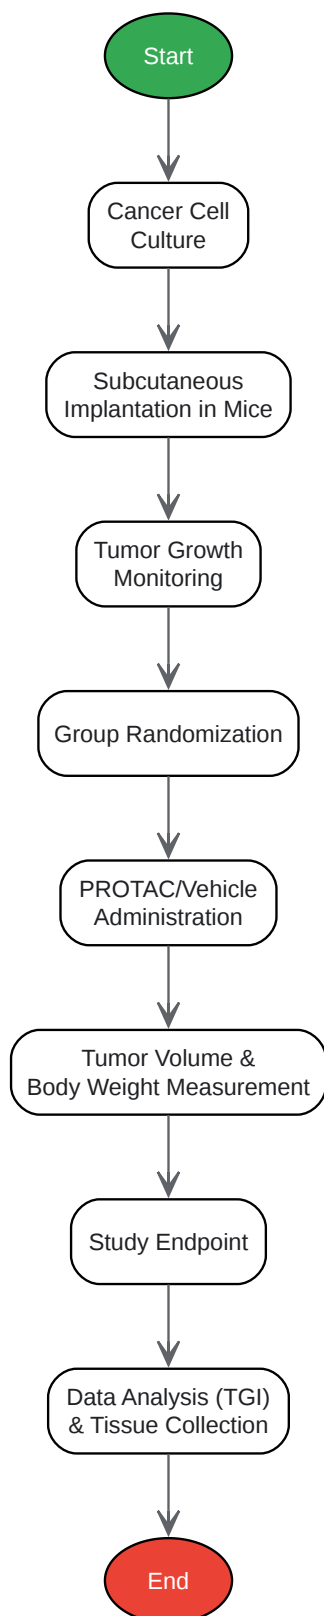 Start
Cancer Cell
Culture
Subcutaneous
Implantation in Mice
Tumor Growth
Monitoring
Group Randomization
PROTAC/Vehicle
Administration
Tumor Volume &
Body Weight Measurement
Study Endpoint
Data Analysis (TGI)
& Tissue Collection
End